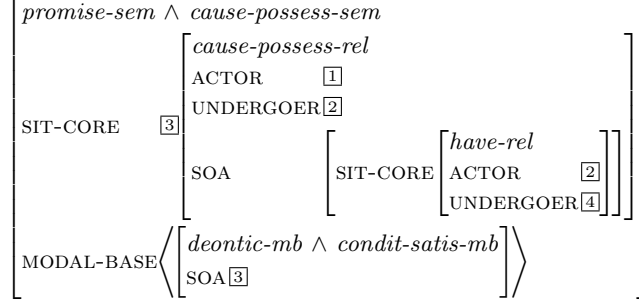 promise-sem ∧ cause-possess-sem
cause-possess-rel
ACTOR 1
UNDERGOER 2
SIT-CORE 3
have-rel
SOA SIT-CORE ACTOR 2
UNDERGOER 4
deontic-mb ∧ condit-satis-mb
MODAL-BASE
SOA 3